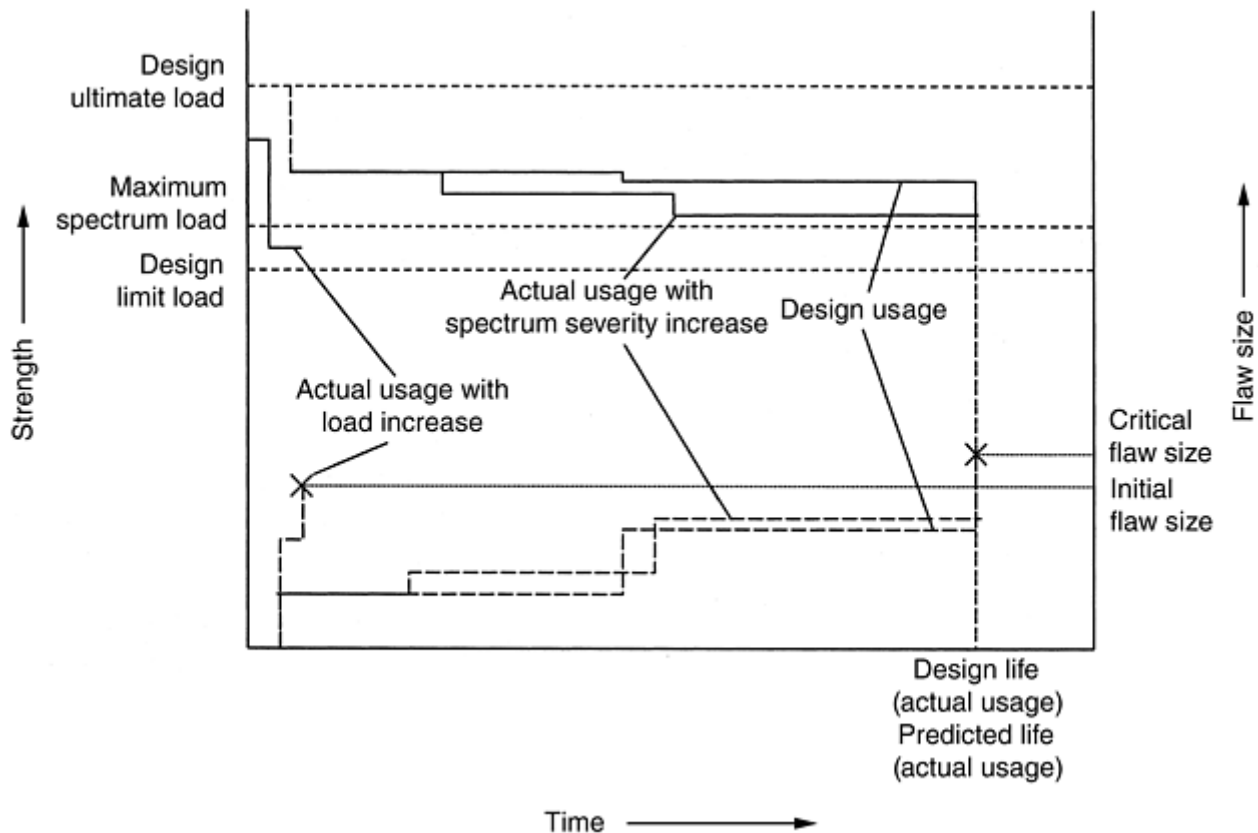 Design
ultimate load
Maximum
spectrum load
Design
limit load
Strength
Actual usage with
spectrum severity increase
Design usage
Actual usage with
load increase
Flaw size
Critical
flaw size
Initial
flaw size
Design life
(actual usage)
Predicted life
(actual usage)
Time